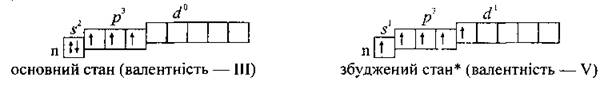 s² p³ d⁰
n
основний стан (валентність — III)
s¹ p³ d¹
n
збуджений стан* (валентність — V)